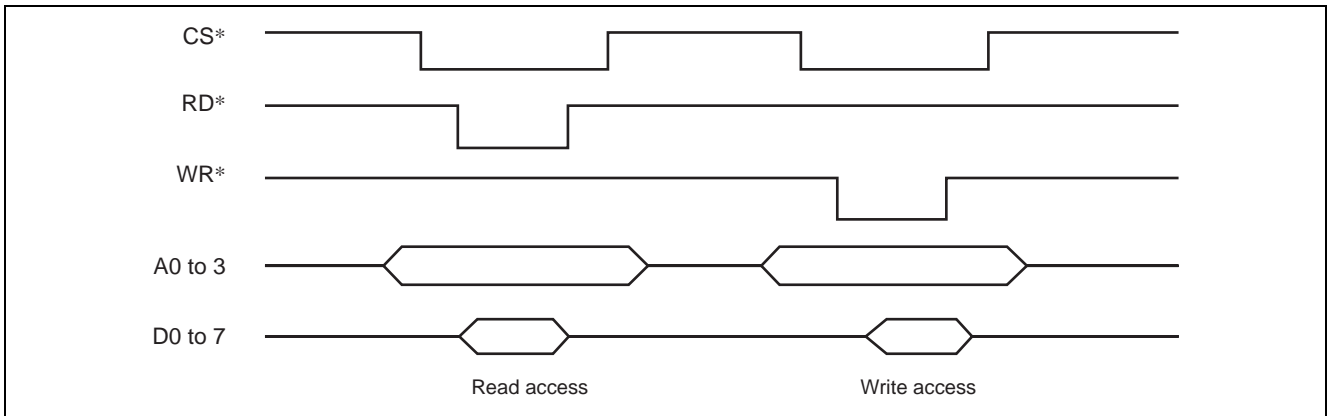 CS*
RD*
WR*
A0 to 3
D0 to 7
Read access Write access